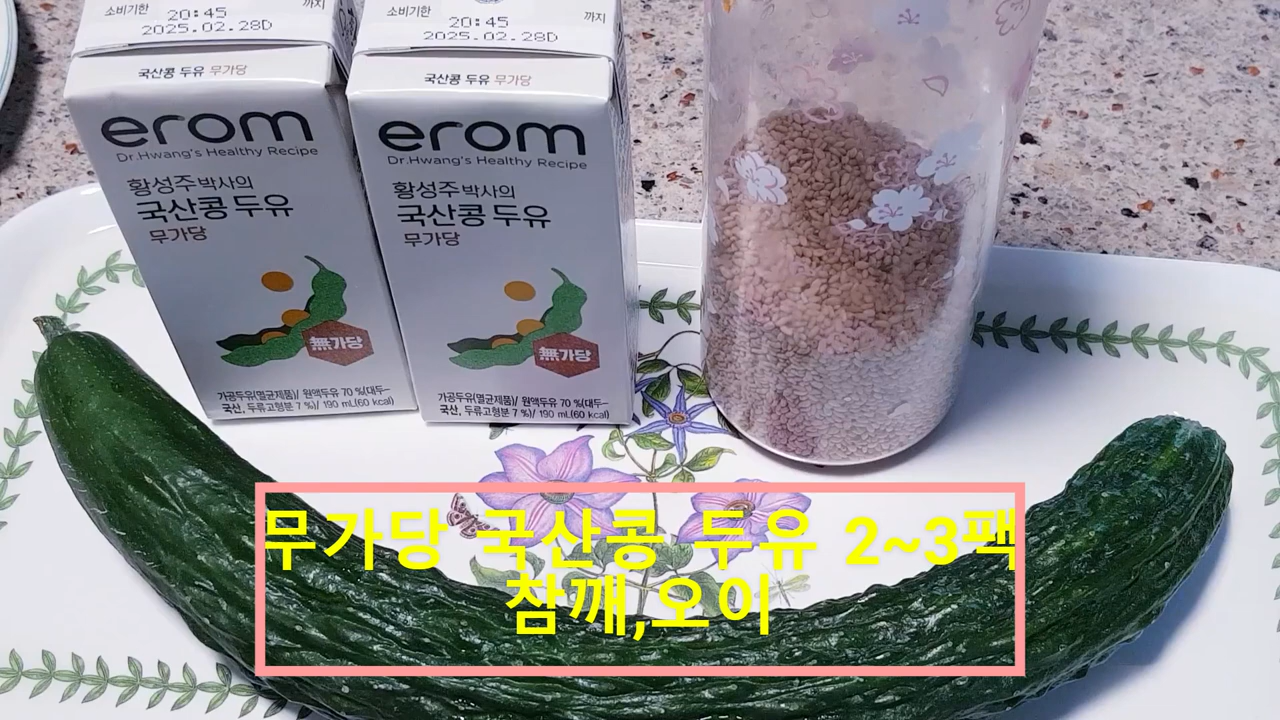 소비기한 20:45 까지
2025.02.28D
국산콩 두유 무가당
erom
Dr.Hwang's Healthy Recipe
황성주 박사의
국산콩 두유
무가당
無가당
가공두유(멸균제품)/ 원액두유 70 %(대두-
국산, 두류고형분 7 %)/ 190 mL(60 kcal)
소비기한 20:45 까지
2025.02.28D
국산콩 두유 무가당
erom
Dr.Hwang's Healthy Recipe
황성주 박사의
국산콩 두유
무가당
無가당
가공두유(멸균제품)/ 원액두유 70 %(대두-
국산, 두류고형분 7 %)/ 190 mL(60 kcal)
무가당 국산콩 두유 2~3팩
참깨,오이